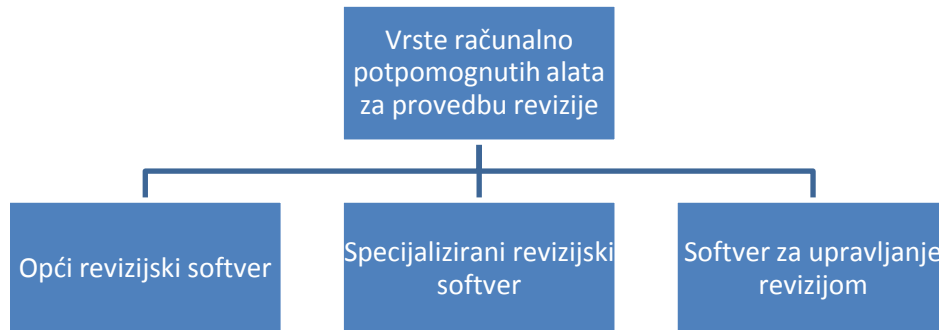 Vrste računalno
potpomognutih alata
za provedbu revizije
Opći revizijski softver
Specijalizirani revizijski
softver
Softver za upravljanje
revizijom